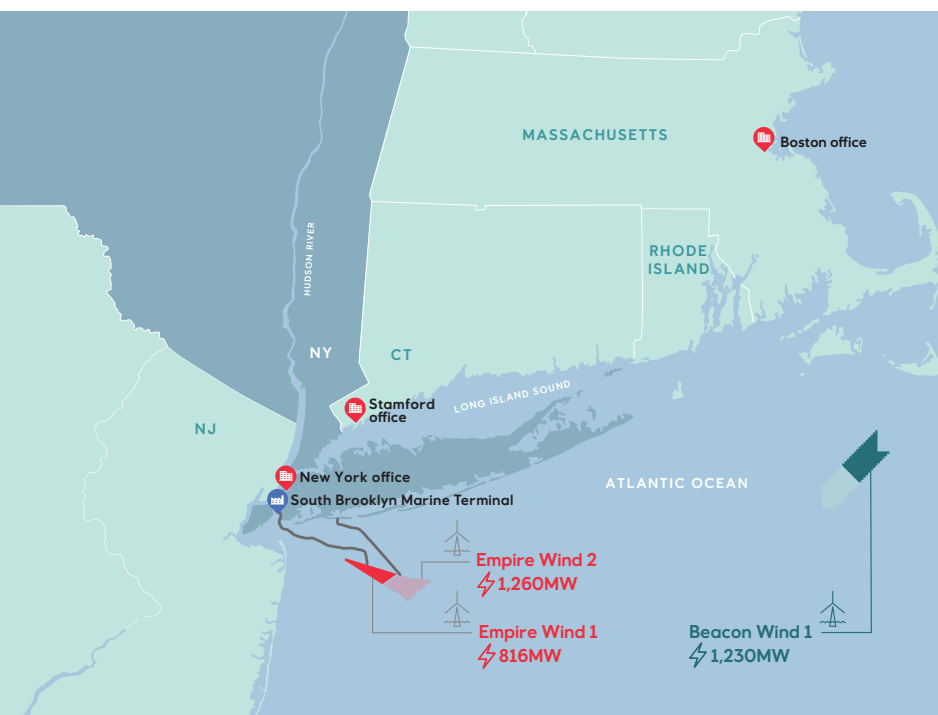 MASSACHUSETTS
Boston office
HUDSON RIVER
RHODE
ISLAND
NY
CT
LONG ISLAND SOUND
Stamford
office
NJ
New York office
South Brooklyn Marine Terminal
ATLANTIC OCEAN
Empire Wind 2
1,260MW
Empire Wind 1
816MW
Beacon Wind 1
1,230MW